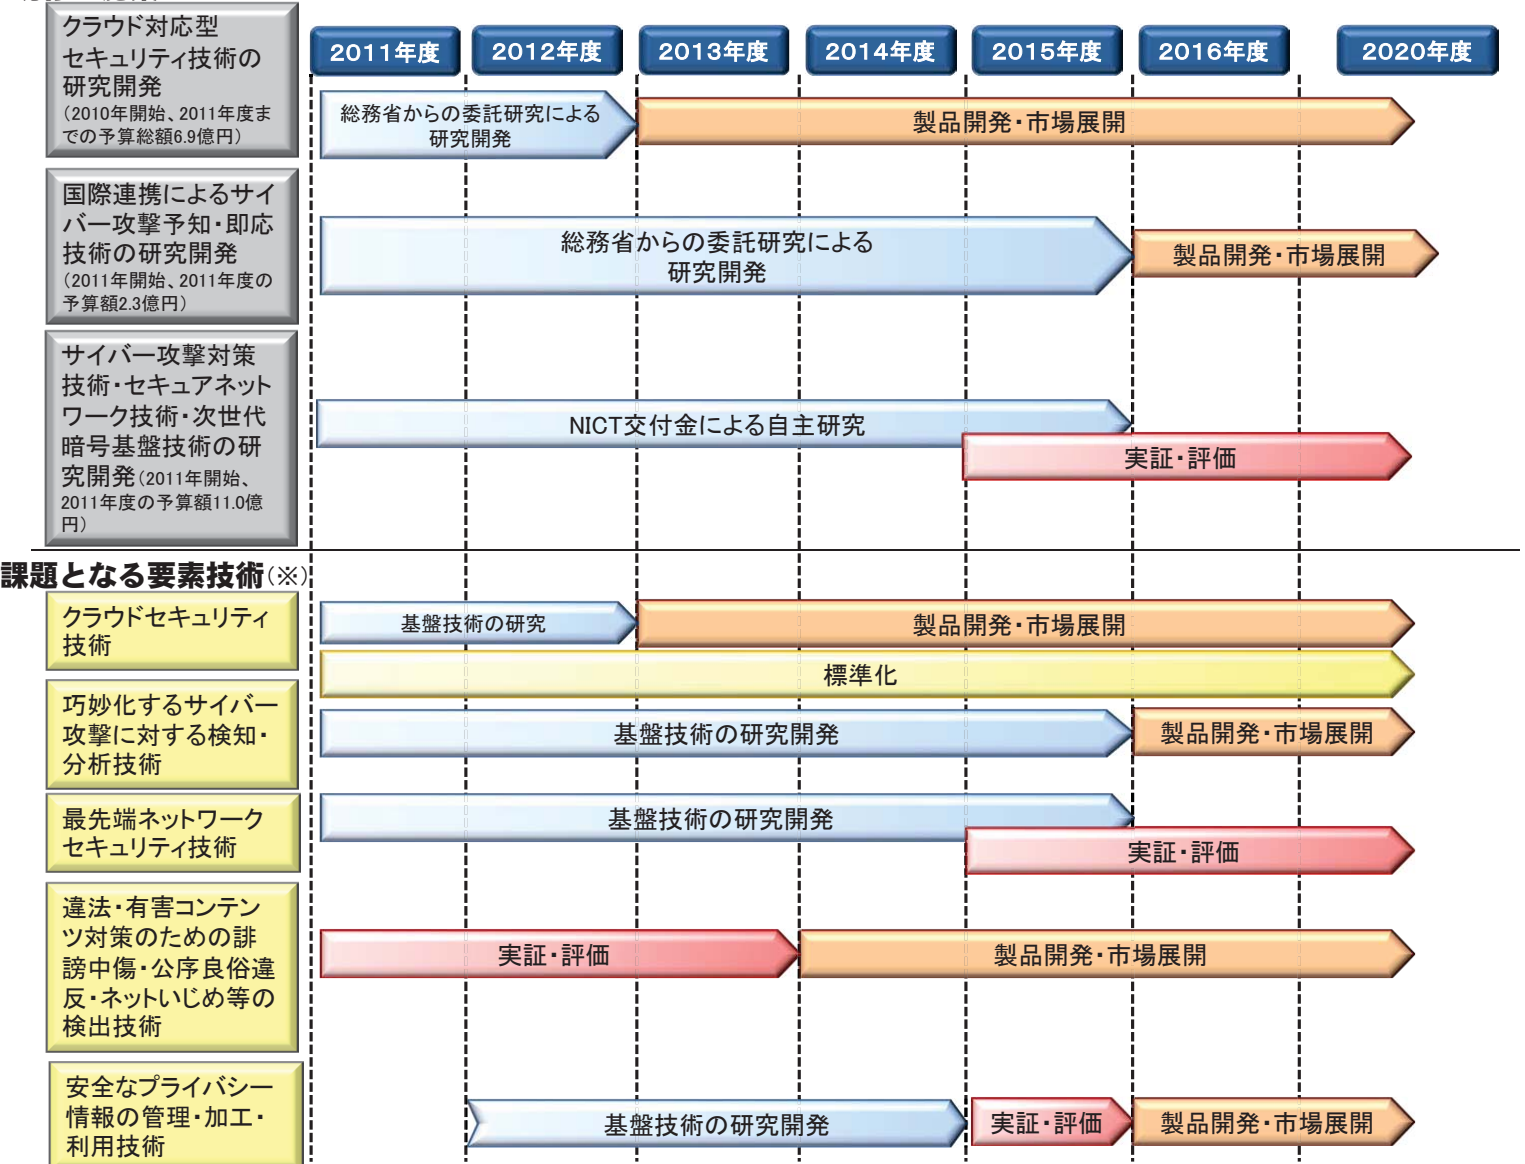 クラウド対応型
セキュリティ技術の
研究開発
(2010年開始、2011年度ま
での予算総額6.9億円)
2011年度
2012年度
2013年度
2014年度
2015年度
2016年度
2020年度
総務省からの委託研究による
研究開発
製品開発・市場展開
国際連携によるサイ
バー攻撃予知・即応
技術の研究開発
(2011年開始、2011年度の
予算額2.3億円)
総務省からの委託研究による
研究開発
製品開発・市場展開
サイバー攻撃対策
技術・セキュアネット
ワーク技術・次世代
暗号基盤技術の研
究開発(2011年開始、
2011年度の予算額11.0億
円)
NICT交付金による自主研究
実証・評価
課題となる要素技術(※)
クラウドセキュリティ
技術
基盤技術の研究
製品開発・市場展開
標準化
巧妙化するサイバー
攻撃に対する検知・
分析技術
基盤技術の研究開発
製品開発・市場展開
最先端ネットワーク
セキュリティ技術
基盤技術の研究開発
実証・評価
違法・有害コンテン
ツ対策のための誹
謗中傷・公序良俗違
反・ネットいじめ等の
検出技術
実証・評価
製品開発・市場展開
安全なプライバシー
情報の管理・加工・
利用技術
基盤技術の研究開発
実証・評価
製品開発・市場展開